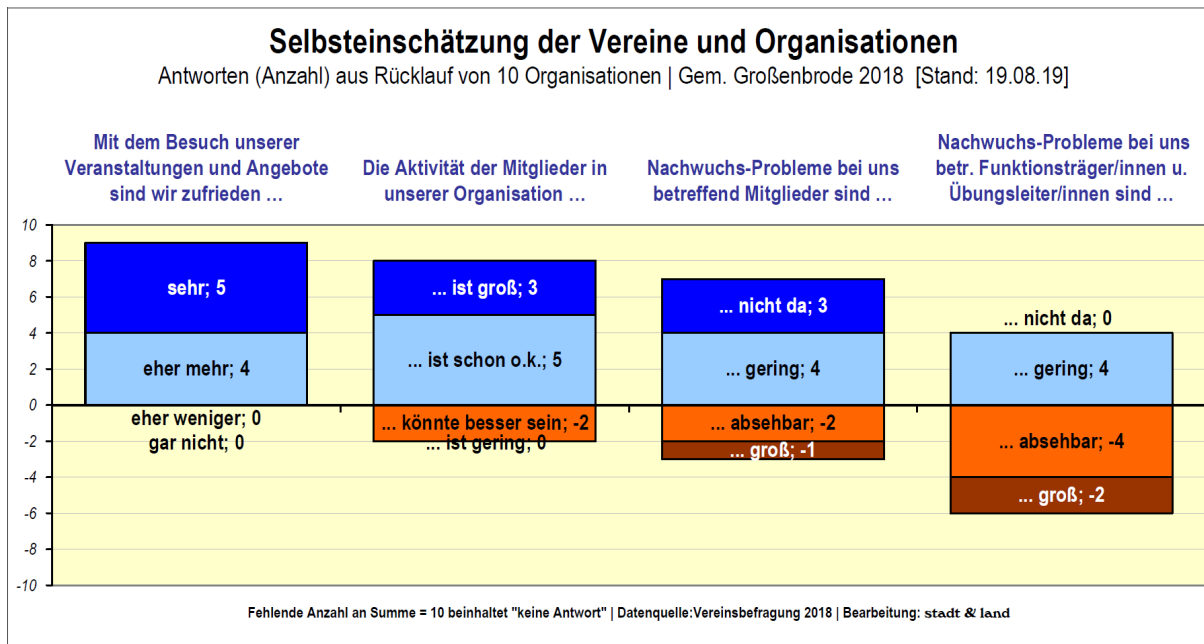 Selbsteinschätzung der Vereine und Organisationen
Antworten (Anzahl) aus Rücklauf von 10 Organisationen | Gem. Großenbrode 2018 [Stand: 19.08.19]
Mit dem Besuch unserer
Veranstaltungen und Angebote
sind wir zufrieden ...
Die Aktivität der Mitglieder in
unserer Organisation ...
Nachwuchs-Probleme bei uns
betreffend Mitglieder sind ...
Nachwuchs-Probleme bei uns
betr. Funktionsträger/innen u.
Übungsleiter/innen sind ...
10
8
6
4
2
0
-2
-4
-6
-8
-10
sehr; 5
eher mehr; 4
eher weniger; 0
gar nicht; 0
... ist groß; 3
... ist schon o.k.; 5
... könnte besser sein; -2
... ist gering; 0
... nicht da; 3
... gering; 4
... absehbar; -2
... groß; -1
... nicht da; 0
... gering; 4
... absehbar; -4
... groß; -2
Fehlende Anzahl an Summe = 10 beinhaltet "keine Antwort" | Datenquelle:Vereinsbefragung 2018 | Bearbeitung: stadt & land